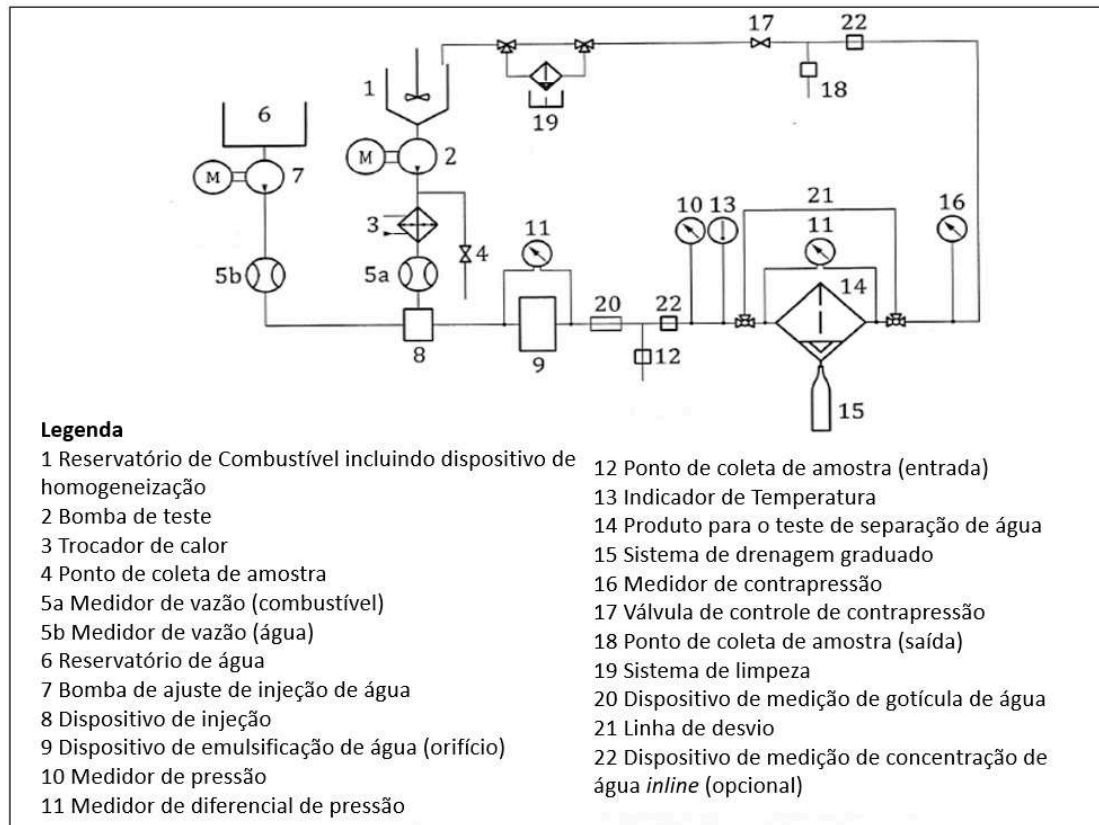 17
22
1
18
19
6
M
2
M
7
3
4
11
5b
5a
10
13
21
11
16
14
20
22
12
8
9
15
Legenda
1 Reservatório de Combustível incluindo dispositivo de
homogeneização
2 Bomba de teste
3 Trocador de calor
4 Ponto de coleta de amostra
5a Medidor de vazão (combustível)
5b Medidor de vazão (água)
6 Reservatório de água
7 Bomba de ajuste de injeção de água
8 Dispositivo de injeção
9 Dispositivo de emulsificação de água (orifício)
10 Medidor de pressão
11 Medidor de diferencial de pressão
12 Ponto de coleta de amostra (entrada)
13 Indicador de Temperatura
14 Produto para o teste de separação de água
15 Sistema de drenagem graduado
16 Medidor de contrapressão
17 Válvula de controle de contrapressão
18 Ponto de coleta de amostra (saída)
19 Sistema de limpeza
20 Dispositivo de medição de gotícula de água
21 Linha de desvio
22 Dispositivo de medição de concentração de
água inline (opcional)